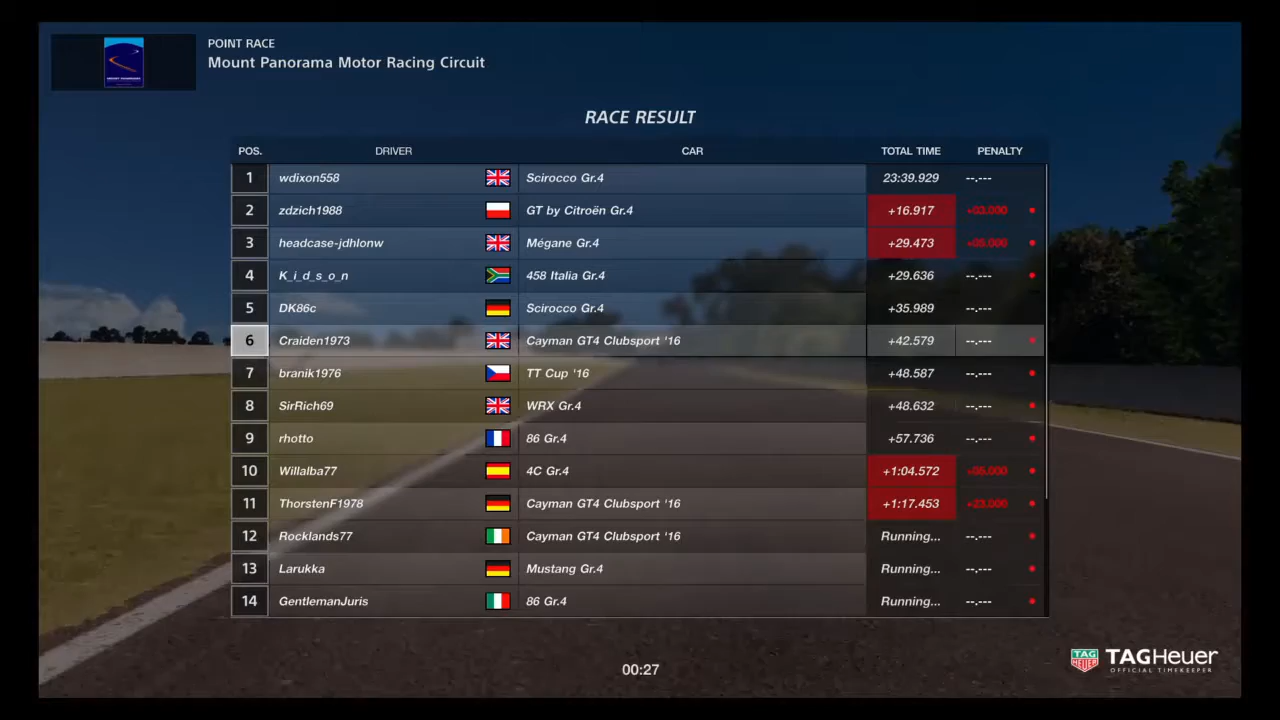 POINT RACE
Mount Panorama Motor Racing Circuit
MOUNT PANORAMA
RACE RESULT
POS. DRIVER CAR TOTAL TIME PENALTY
1 wdixon558 Scirocco Gr.4 23:39.929 --.---
2 zdzich1988 GT by Citroën Gr.4 +16.917 +03.000
3 headcase-jdhlonw Mégane Gr.4 +29.473 +05.000
4 K_i_d_s_o_n 458 Italia Gr.4 +29.636 --.---
5 DK86c Scirocco Gr.4 +35.989 --.---
6 Craiden1973 Cayman GT4 Clubsport '16 +42.579 --.---
7 branik1976 TT Cup '16 +48.587 --.---
8 SirRich69 WRX Gr.4 +48.632 --.---
9 rhotto 86 Gr.4 +57.736 --.---
10 Willalba77 4C Gr.4 +1:04.572 +05.000
11 ThorstenF1978 Cayman GT4 Clubsport '16 +1:17.453 +23.000
12 Rocklands77 Cayman GT4 Clubsport '16 Running... --.---
13 Larukka Mustang Gr.4 Running... --.---
14 GentlemanJuris 86 Gr.4 Running... --.---
00:27
TAG HEUER TAGHeuer
OFFICIAL TIMEKEEPER